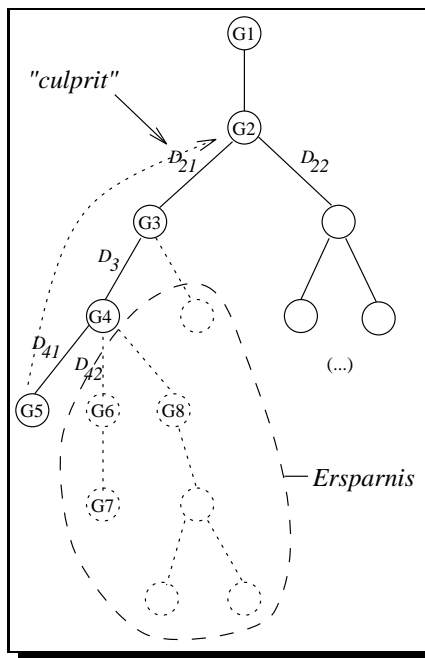 G1
"culprit"
G2
D21
D22
G3
D3
G4
D41
D42
(...)
G5
G6
G8
G7
Ersparnis